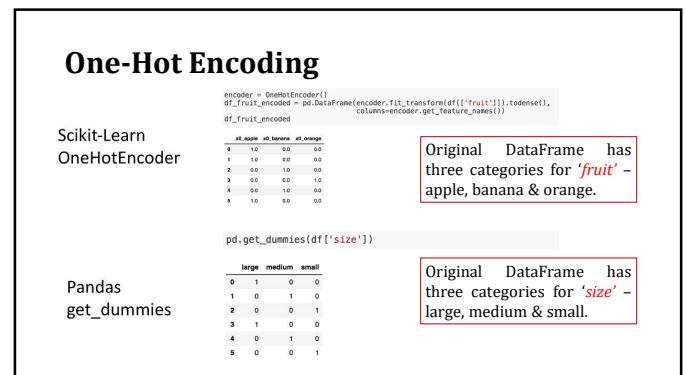 One-Hot Encoding
encoder = OneHotEncoder()
df_fruit_encoded = pd.DataFrame(encoder.fit_transform(df[['fruit']]).todense(),
columns=encoder.get_feature_names())
df_fruit_encoded
Scikit-Learn
OneHotEncoder
x0_apple x0_banana x0_orange
0 1.0 0.0 0.0
1 1.0 0.0 0.0
2 0.0 1.0 0.0
3 0.0 0.0 1.0
4 0.0 1.0 0.0
5 1.0 0.0 0.0
Original DataFrame has
three categories for ‘fruit’ –
apple, banana & orange.
pd.get_dummies(df['size'])
Pandas
get_dummies
large medium small
0 1 0 0
1 0 1 0
2 0 0 1
3 1 0 0
4 0 1 0
5 0 0 1
Original DataFrame has
three categories for ‘size’ –
large, medium & small.